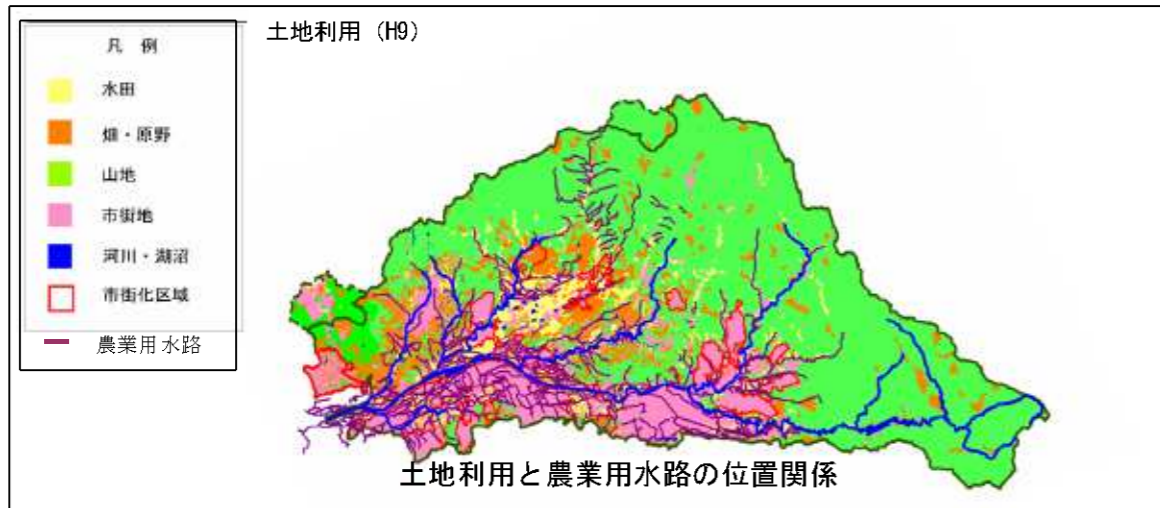 土地利用 (H9)
凡 例
水田
畑・原野
山地
市街地
河川・湖沼
市街化区域
農業用水路
土地利用と農業用水路の位置関係